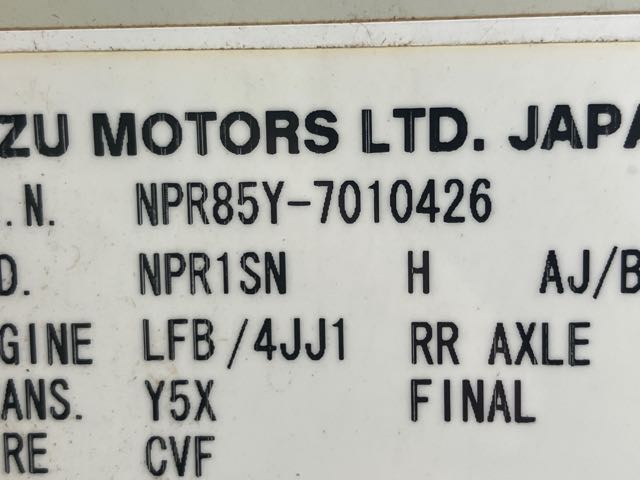 ZU MOTORS LTD. JAPA
.N. NPR85Y-7010426
D. NPR1SN H AJ/B
GINE LFB/4JJ1 RR AXLE
ANS. Y5X FINAL
RE CVF